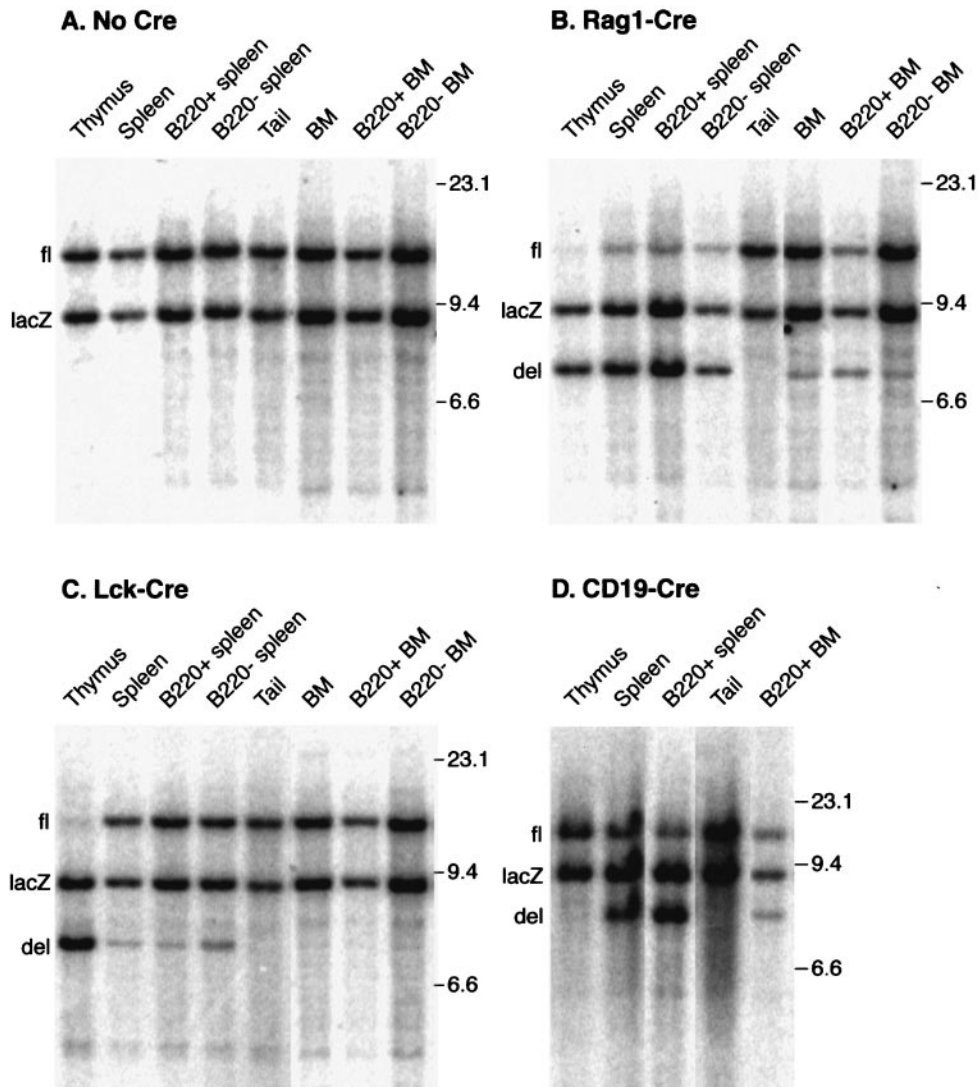 A. No Cre
Thymus
Spleen
B220+ spleen
B220- spleen
Tail
BM
B220+ BM
B220- BM
fl
lacZ
-23.1
-9.4
-6.6
B. Rag1-Cre
Thymus
Spleen
B220+ spleen
B220- spleen
Tail
BM
B220+ BM
B220- BM
fl
lacZ
del
-23.1
-9.4
-6.6
C. Lck-Cre
Thymus
Spleen
B220+ spleen
B220- spleen
Tail
BM
B220+ BM
B220- BM
fl
lacZ
del
-23.1
-9.4
-6.6
D. CD19-Cre
Thymus
Spleen
B220+ spleen
Tail
B220+ BM
fl
lacZ
del
-23.1
-9.4
-6.6